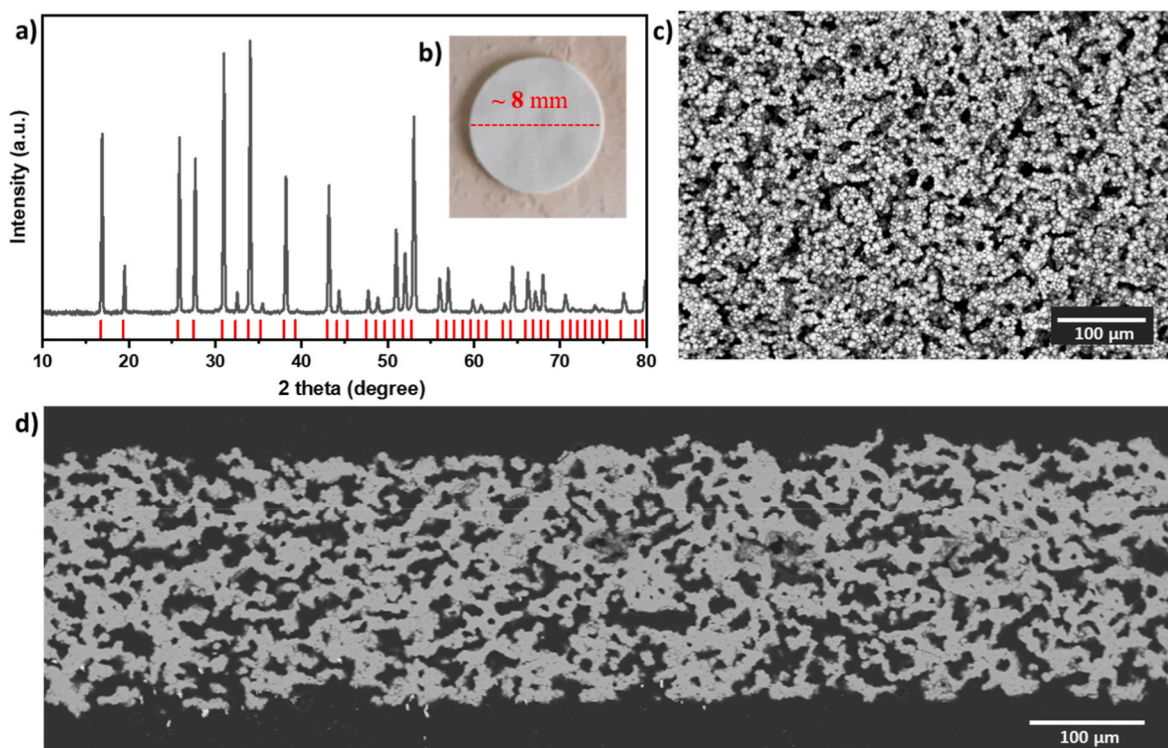 a)
b)
~ 8 mm
c)
100 µm
Intensity (a.u.)
10 20 30 40 50 60 70 80
2 theta (degree)
d)
100 µm